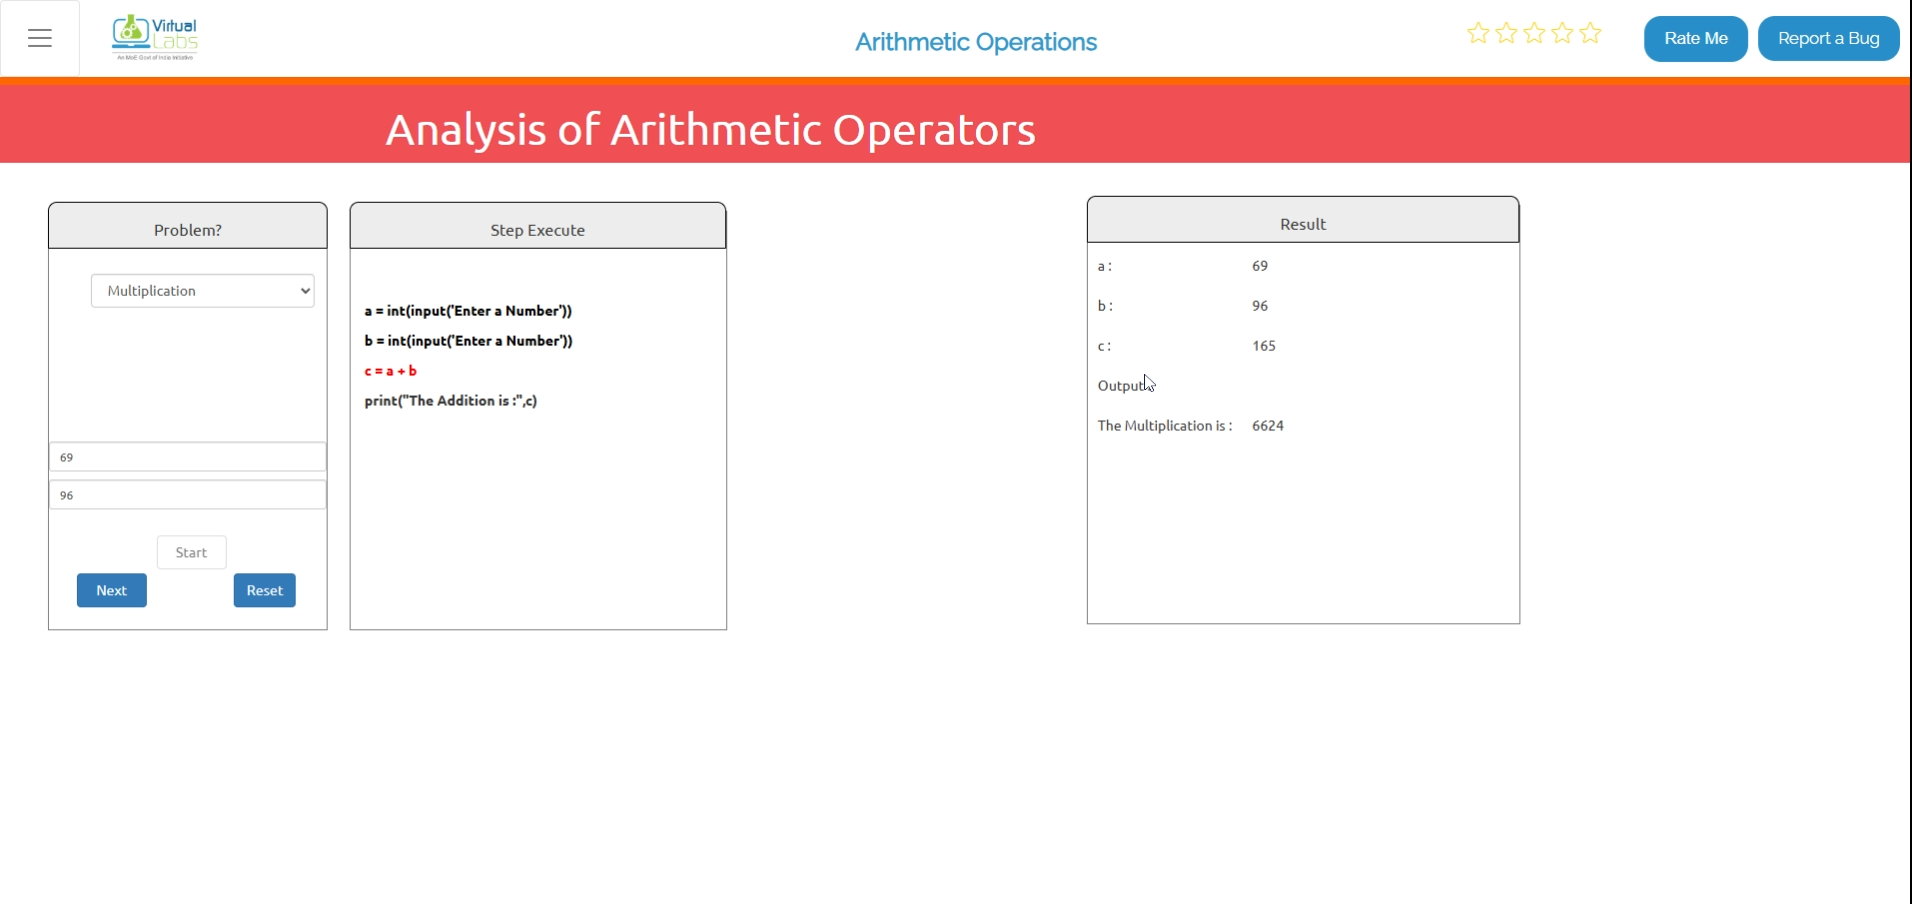 Virtual
Labs
An MoE Govt of India Initiative
Arithmetic Operations
Rate Me
Report a Bug
Analysis of Arithmetic Operators
Problem?
Multiplication
69
96
Start
Next
Reset
Step Execute
a = int(input('Enter a Number'))
b = int(input('Enter a Number'))
c = a + b
print("The Addition is :",c)
Result
a : 69
b : 96
c : 165
Output
The Multiplication is : 6624